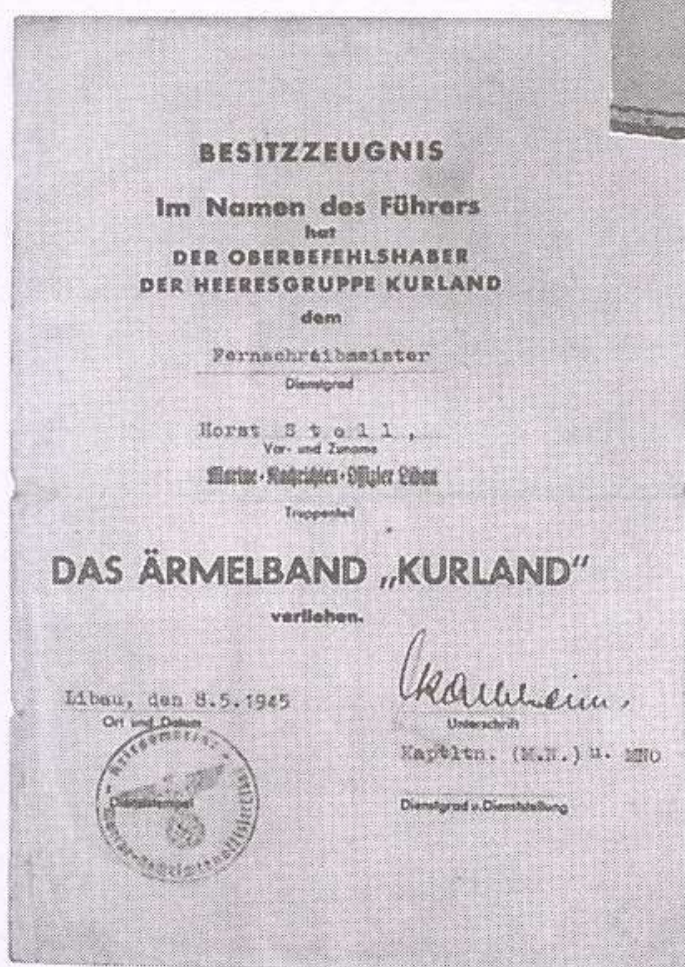 BESITZZEUGNIS
Im Namen des Führers
hat
DER OBERBEFEHLSHABER
DER HEERESGRUPPE KURLAND
dem
Fernschreibmeister
Dienstgrad
Horst Stoll,
Vor- und Zuname
Marine-Nachrichten-Offizier Libau
Truppenteil
DAS ÄRMELBAND „KURLAND“
verliehen.
Libau, den 8.5.1945
Ort und Datum
Unterschrift
Kaptltn. (M.N.) u. MNO
Dienststempel
Dienstgrad u. Dienststellung
Kriegsmarine